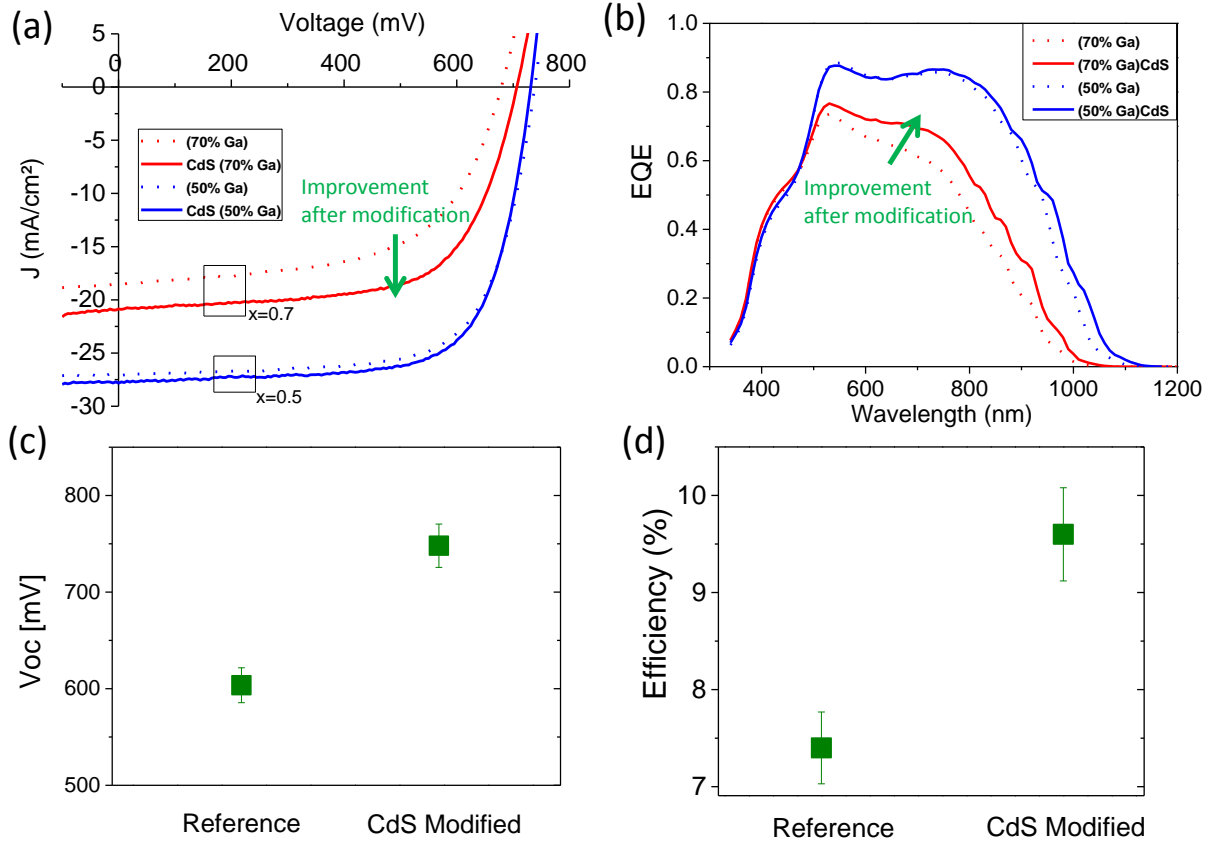 (a)
Voltage (mV)
5
0 200 400 600 800
0
-5
-10
-15
-20
-25
-30
J (mA/cm²)
(70% Ga)
CdS (70% Ga)
(50% Ga)
CdS (50% Ga)
Improvement
after modification
x=0.7
x=0.5
(b)
1.0
0.8
0.6
0.4
0.2
0.0
EQE
(70% Ga)
(70% Ga)CdS
(50% Ga)
(50% Ga)CdS
Improvement
after modification
400 600 800 1000 1200
Wavelength (nm)
(c)
800
700
600
500
Voc [mV]
Reference CdS Modified
(d)
10
9
8
7
Efficiency (%)
Reference CdS Modified